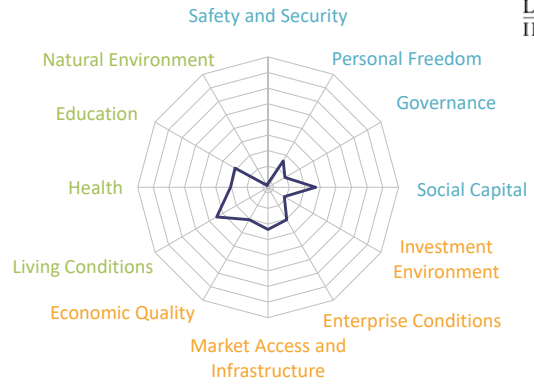 Safety and Security
Natural Environment
Personal Freedom
Education
Governance
Health
Social Capital
Investment
Environment
Living Conditions
Economic Quality
Enterprise Conditions
Market Access and
Infrastructure